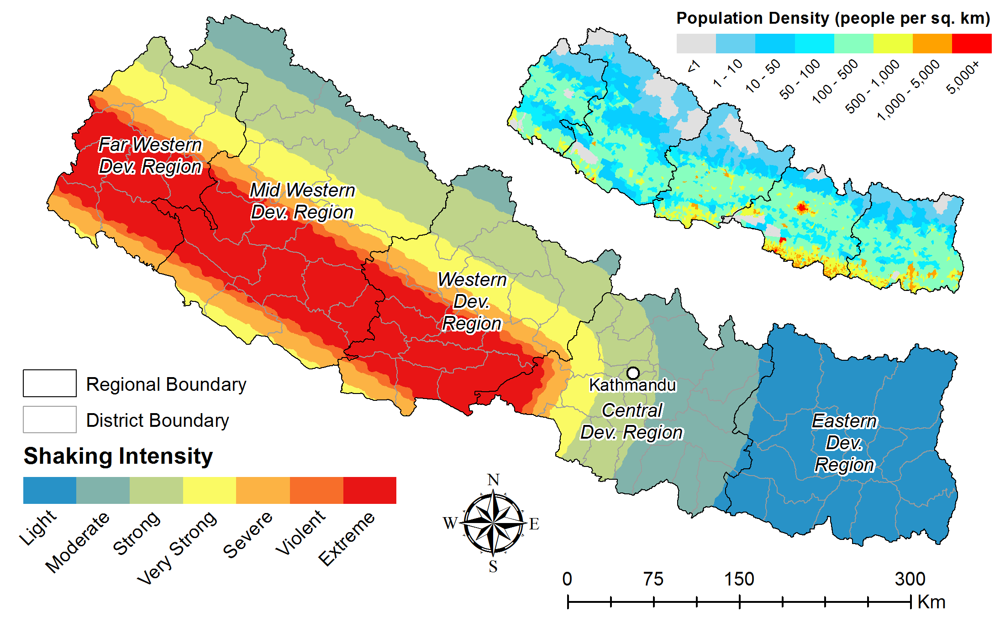 Population Density (people per sq. km)
<1
1 - 10
10 - 50
50 - 100
100 - 500
500 - 1,000
1,000 - 5,000
5,000+
Far Western
Dev. Region
Mid Western
Dev. Region
Western
Dev.
Region
Kathmandu
Central
Dev. Region
Eastern
Dev.
Region
Regional Boundary
District Boundary
Shaking Intensity
Light
Moderate
Strong
Very Strong
Severe
Violent
Extreme
N
W
E
S
0
75
150
300
Km